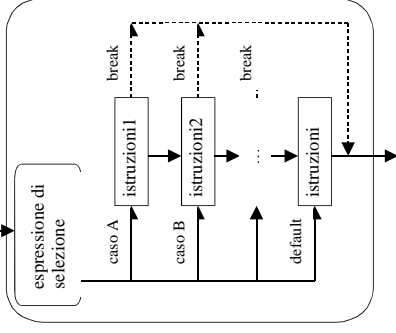 espressione di
selezione
caso A
istruzioni1
break
caso B
istruzioni2
break
...
break
default
istruzioni